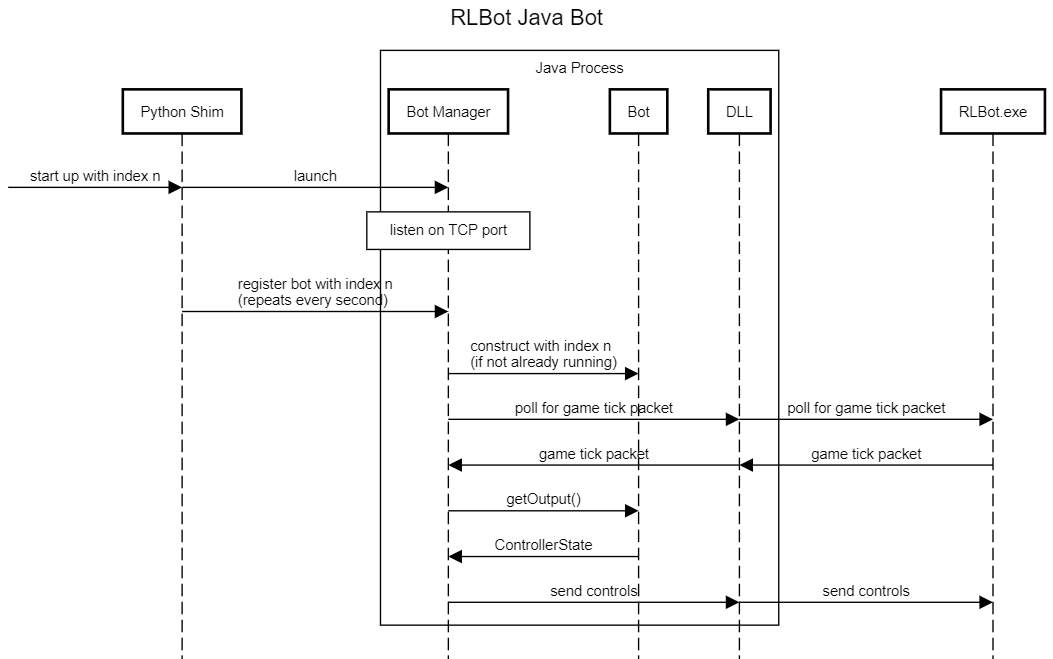 RLBot Java Bot
Java Process
Python Shim
Bot Manager
Bot
DLL
RLBot.exe
start up with index n
launch
listen on TCP port
register bot with index n
(repeats every second)
construct with index n
(if not already running)
poll for game tick packet
poll for game tick packet
game tick packet
game tick packet
getOutput()
ControllerState
send controls
send controls